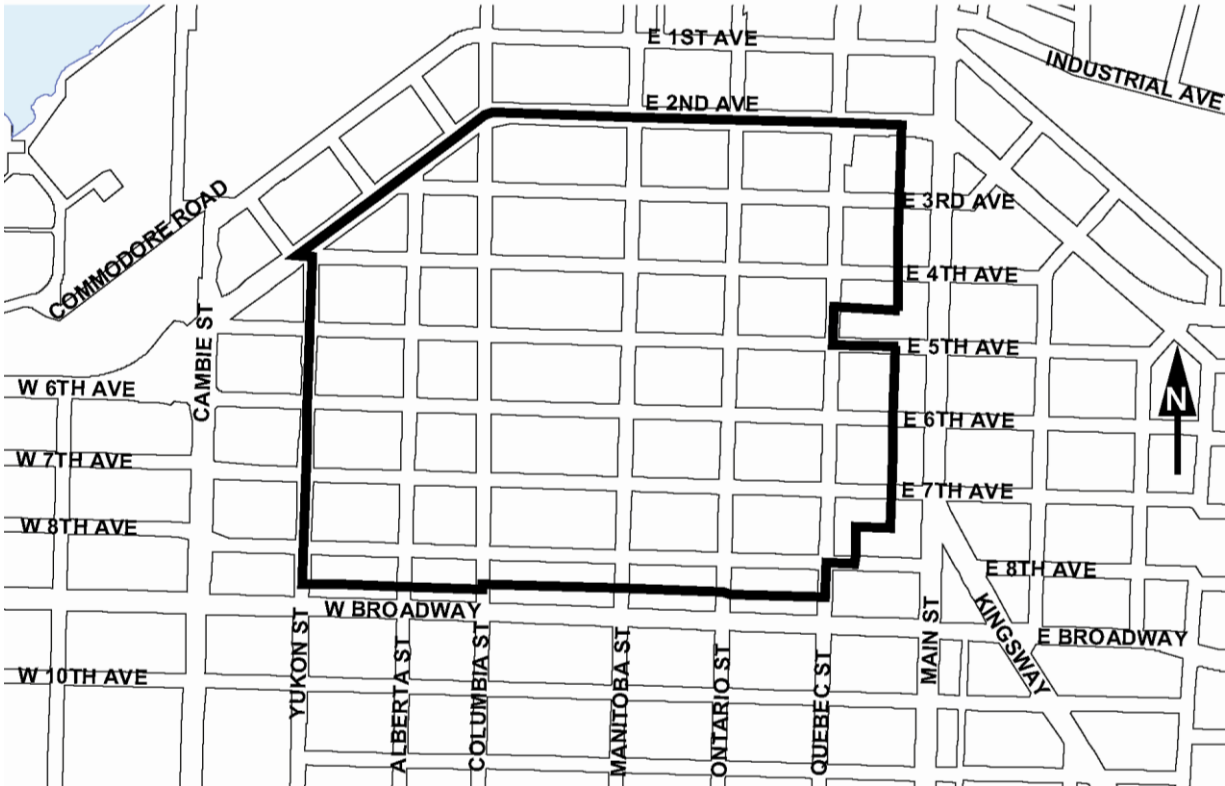 E 1ST AVE
INDUSTRIAL AVE
E 2ND AVE
E 3RD AVE
COMMODORE ROAD
E 4TH AVE
CAMBIE ST
E 5TH AVE
W 6TH AVE
N
E 6TH AVE
W 7TH AVE
E 7TH AVE
W 8TH AVE
E 8TH AVE
W BROADWAY
KINGSWAY
E BROADWAY
MAIN ST
YUKON ST
ALBERTA ST
COLUMBIA ST
MANITOBA ST
ONTARIO ST
QUEBEC ST
W 10TH AVE